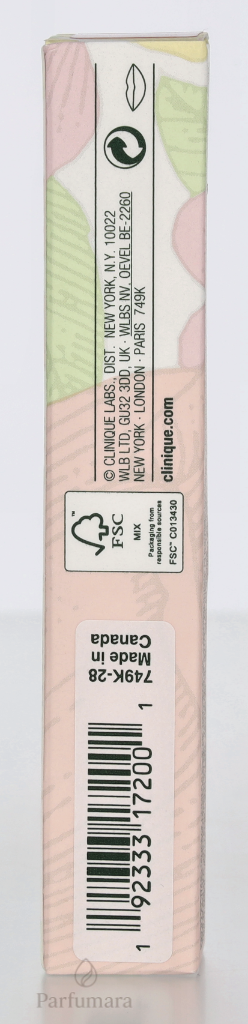 © CLINIQUE LABS., DIST. NEW YORK, N.Y. 10022
WLB LTD, GU32 3DD, UK · WLBS NV. OEVEL BE-2260
NEW YORK · LONDON · PARIS 749K
clinique.com
FSC™
MIX
Packaging from
responsible sources
FSC™ C013430
749K-28
Made in
Canada
1 92333 17200 1
Parfumara